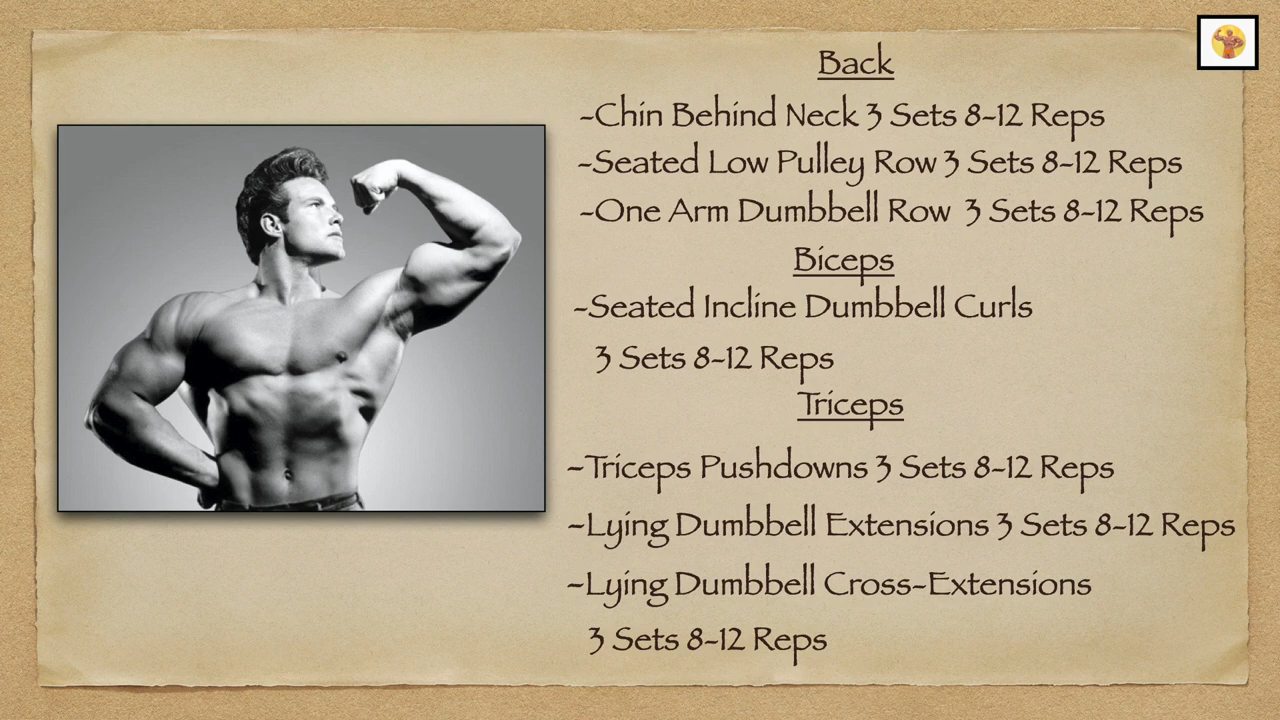 Back
-Chin Behind Neck 3 Sets 8-12 Reps
-Seated Low Pulley Row 3 Sets 8-12 Reps
-One Arm Dumbbell Row 3 Sets 8-12 Reps
Biceps
-Seated Incline Dumbbell Curls
3 Sets 8-12 Reps
Triceps
-Triceps Pushdowns 3 Sets 8-12 Reps
-Lying Dumbbell Extensions 3 Sets 8-12 Reps
-Lying Dumbbell Cross-Extensions
3 Sets 8-12 Reps